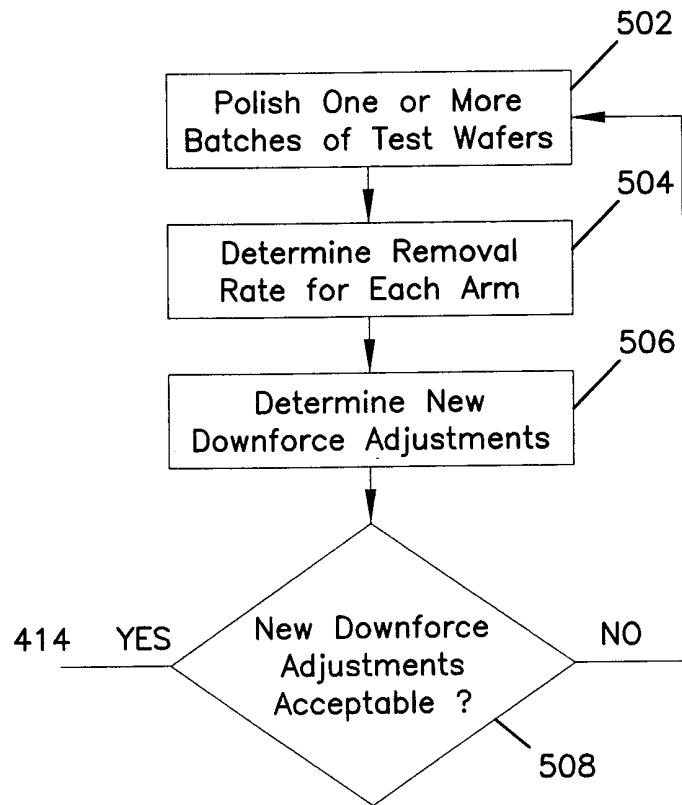 502
Polish One or More
Batches of Test Wafers
504
Determine Removal
Rate for Each Arm
506
Determine New
Downforce Adjustments
414 YES
New Downforce
Adjustments
Acceptable ?
NO
508